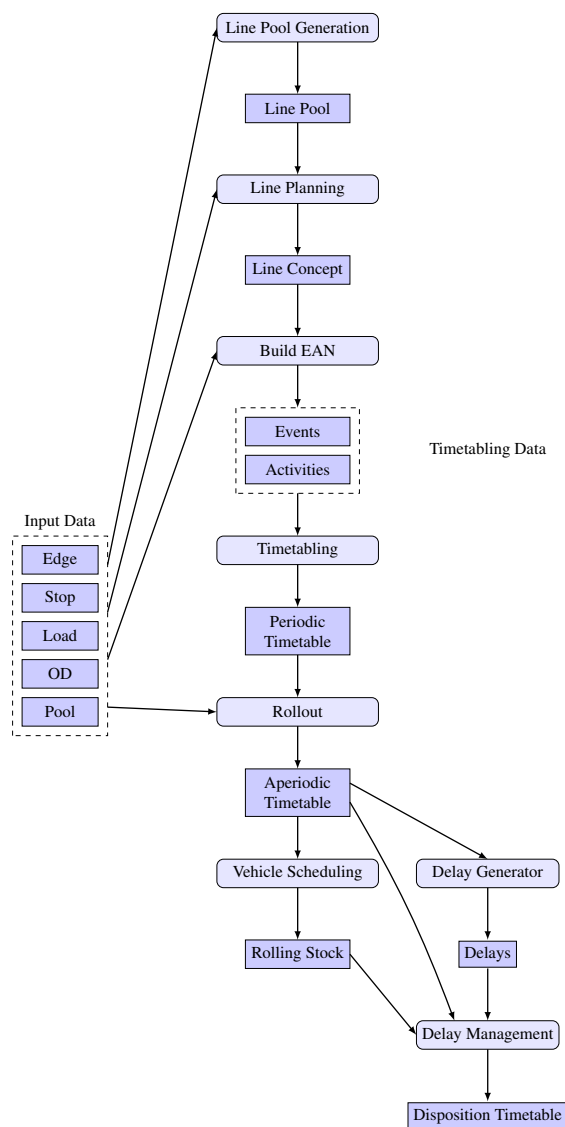 Line Pool Generation
Line Pool
Line Planning
Line Concept
Build EAN
Events
Activities
Timetabling Data
Input Data
Edge
Stop
Load
OD
Pool
Timetabling
Periodic
Timetable
Rollout
Aperiodic
Timetable
Vehicle Scheduling
Delay Generator
Rolling Stock
Delays
Delay Management
Disposition Timetable